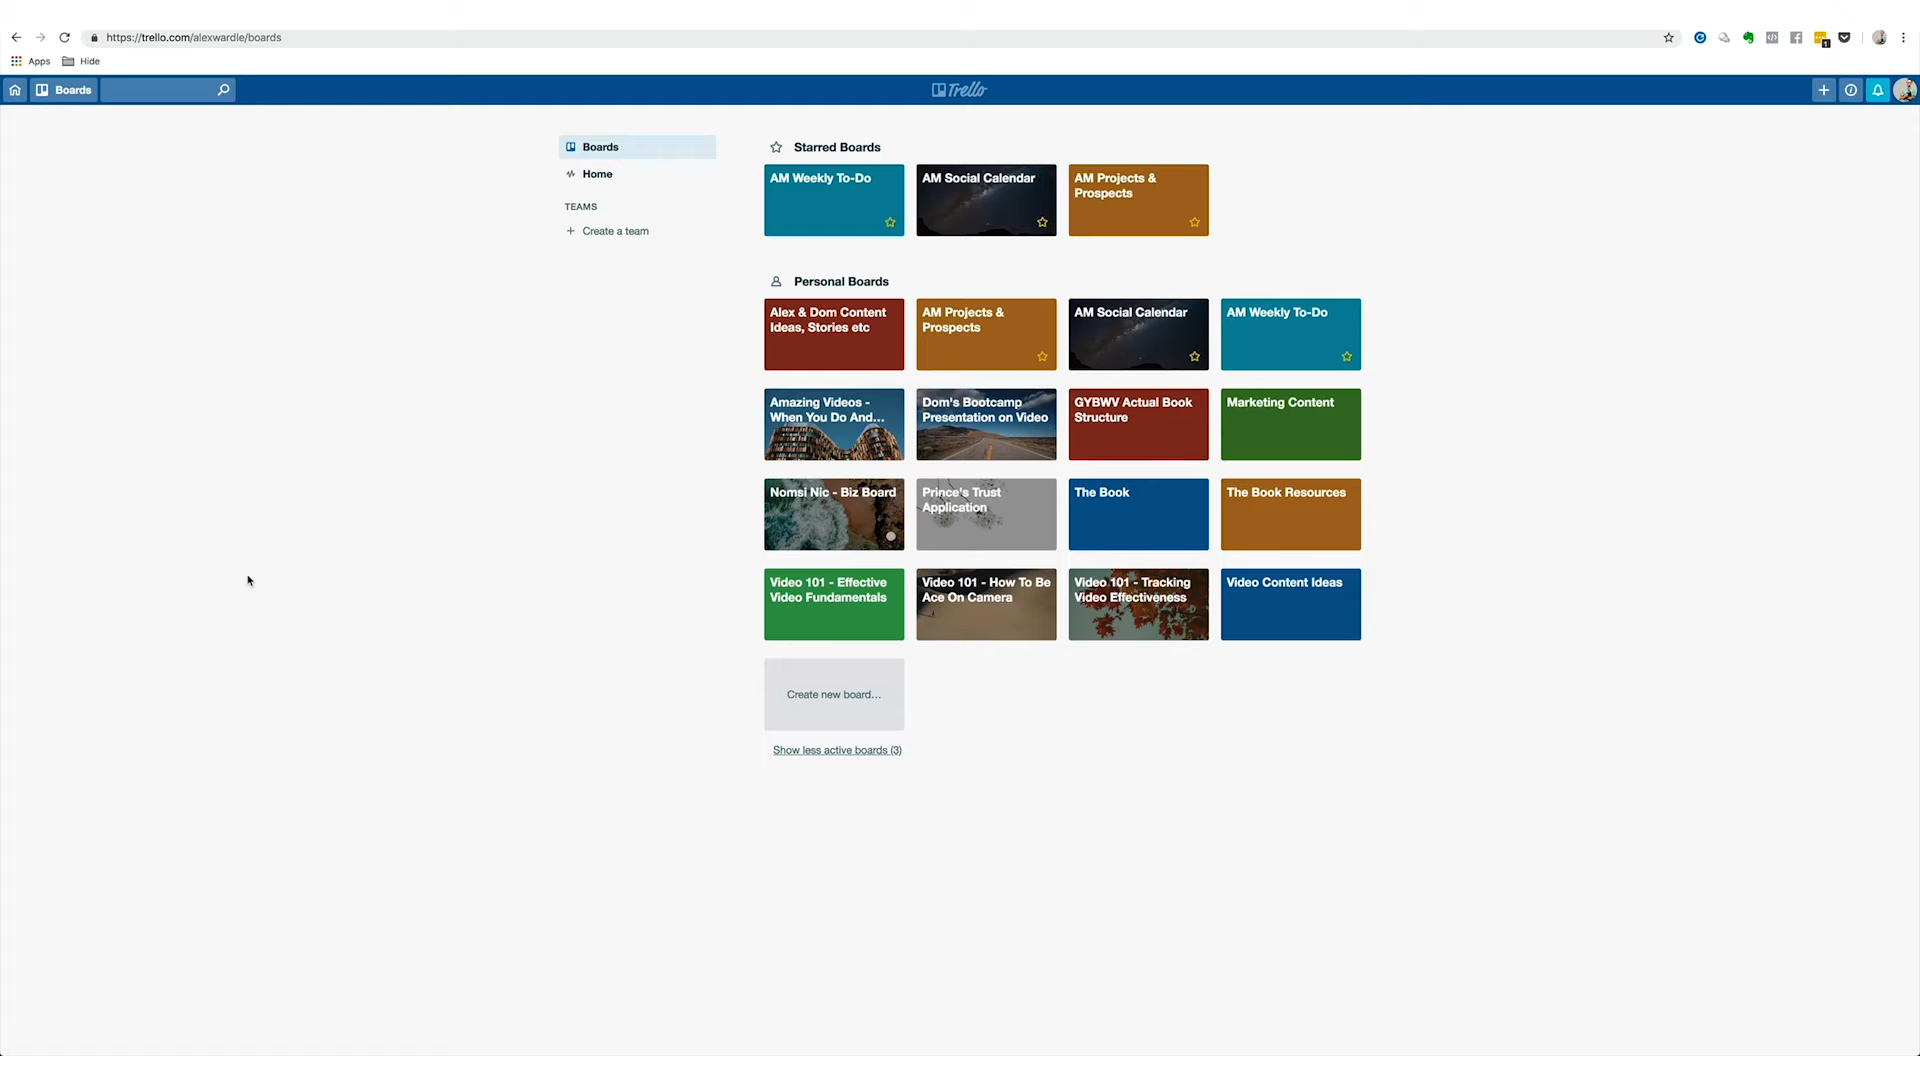 https://trello.com/alexwardle/boards
Apps
Hide
Boards
Trello
Boards
Home
TEAMS
+ Create a team
Starred Boards
AM Weekly To-Do
AM Social Calendar
AM Projects &
Prospects
Personal Boards
Alex & Dom Content
Ideas, Stories etc
AM Projects &
Prospects
AM Social Calendar
AM Weekly To-Do
Amazing Videos -
When You Do And...
Dom's Bootcamp
Presentation on Video
GYBWV Actual Book
Structure
Marketing Content
Nomsi Nic - Biz Board
Prince's Trust
Application
The Book
The Book Resources
Video 101 - Effective
Video Fundamentals
Video 101 - How To Be
Ace On Camera
Video 101 - Tracking
Video Effectiveness
Video Content Ideas
Create new board...
Show less active boards (3)